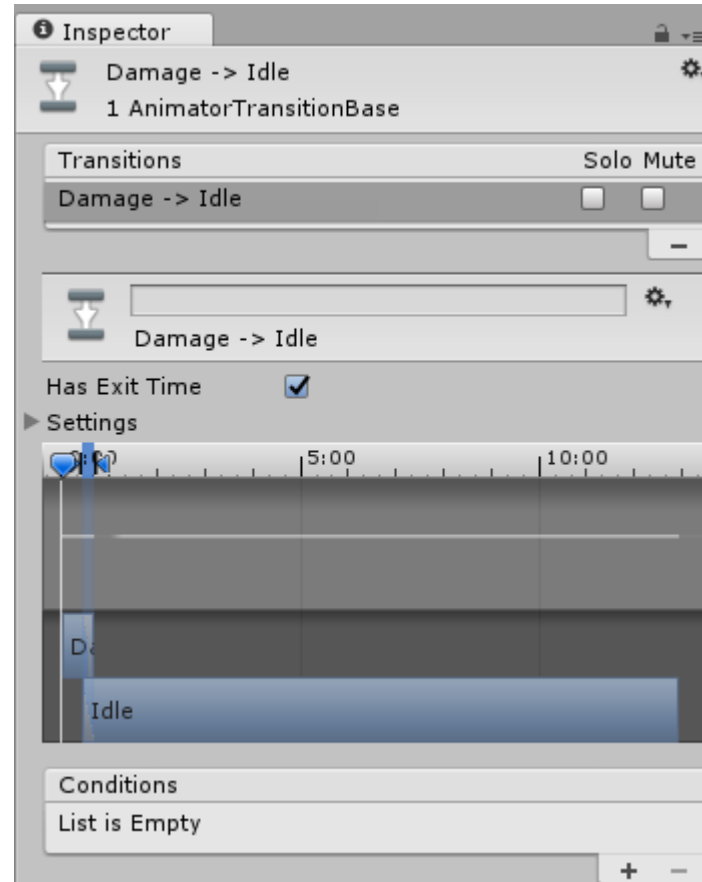 Inspector
Damage -> Idle
1 AnimatorTransitionBase
Transitions Solo Mute
Damage -> Idle
Damage -> Idle
Has Exit Time
Settings
5:00 10:00
Idle
Conditions
List is Empty